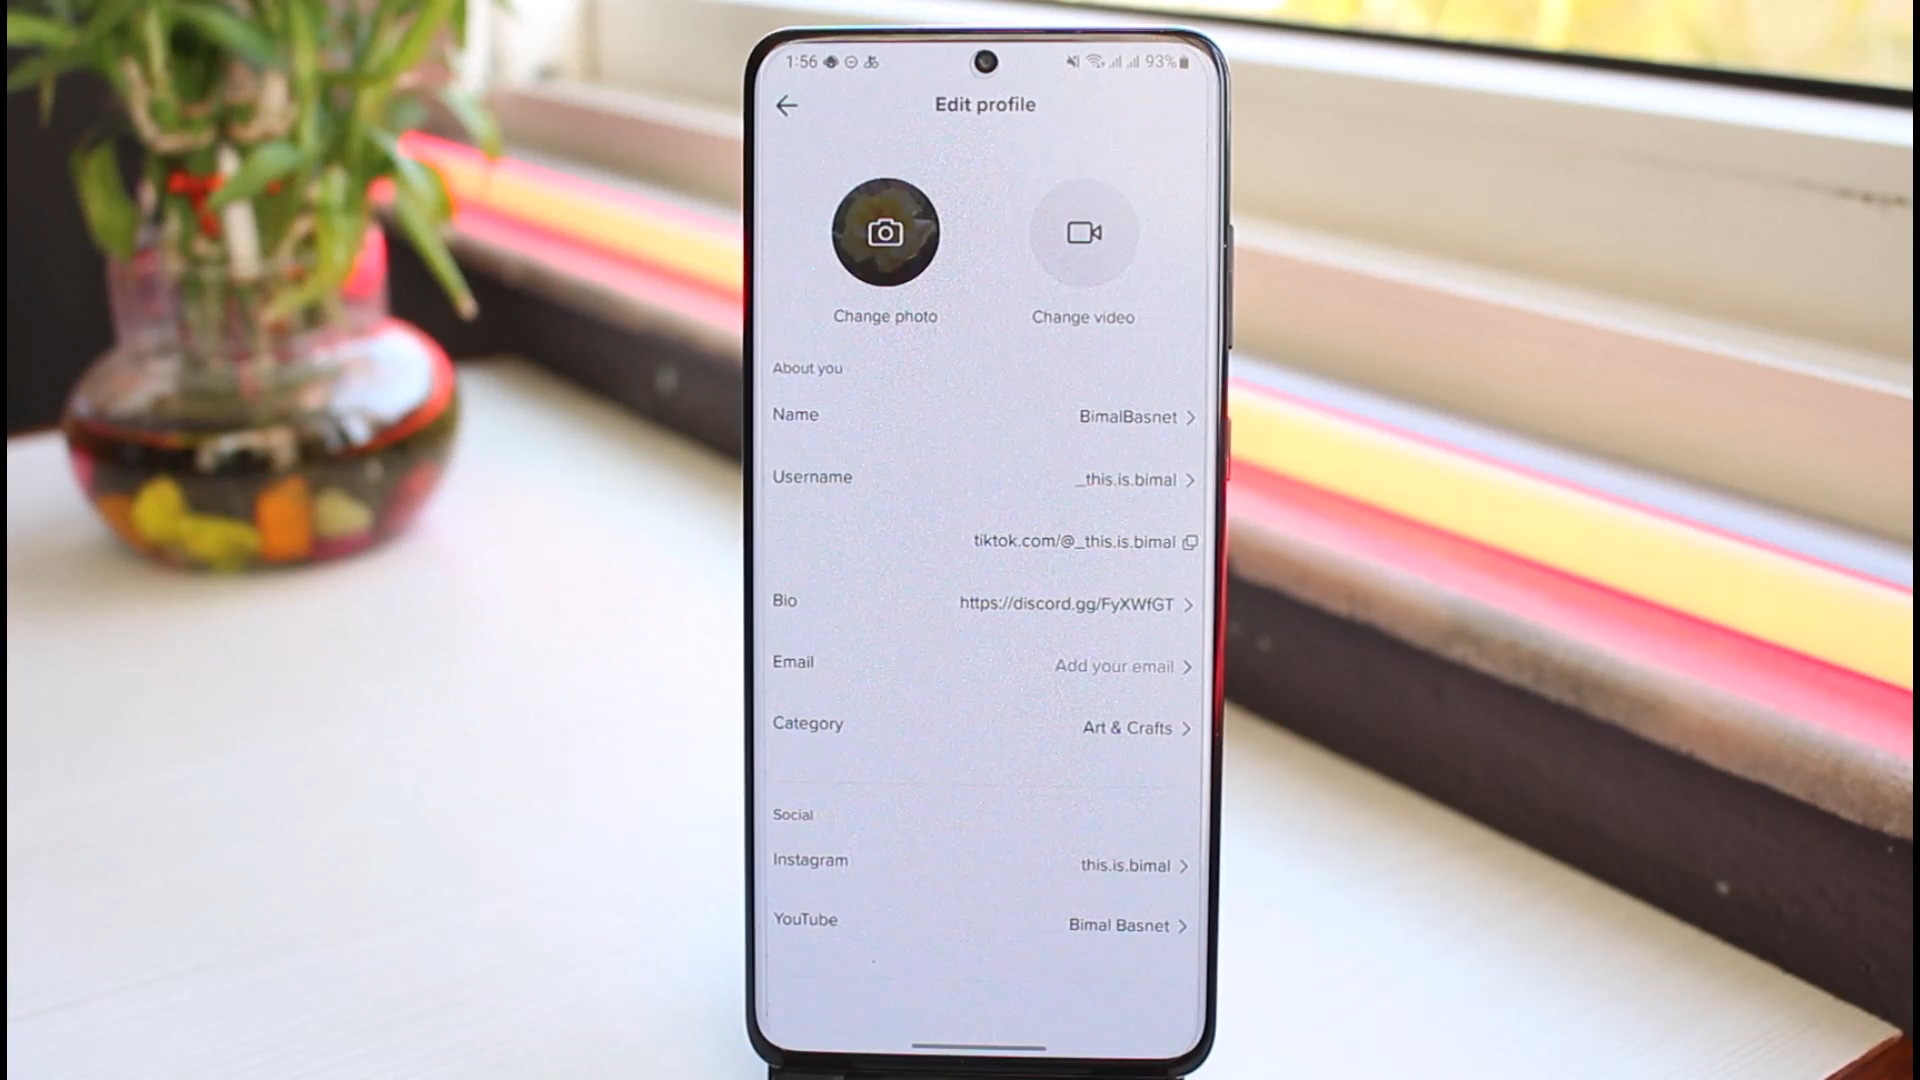 1:56 93%
Edit profile
Change photo Change video
About you
Name BimalBasnet
Username _this.is.bimal
tiktok.com/@_this.is.bimal
Bio https://discord.gg/FyXWfGT
Email Add your email
Category Art & Crafts
Social
Instagram this.is.bimal
YouTube Bimal Basnet